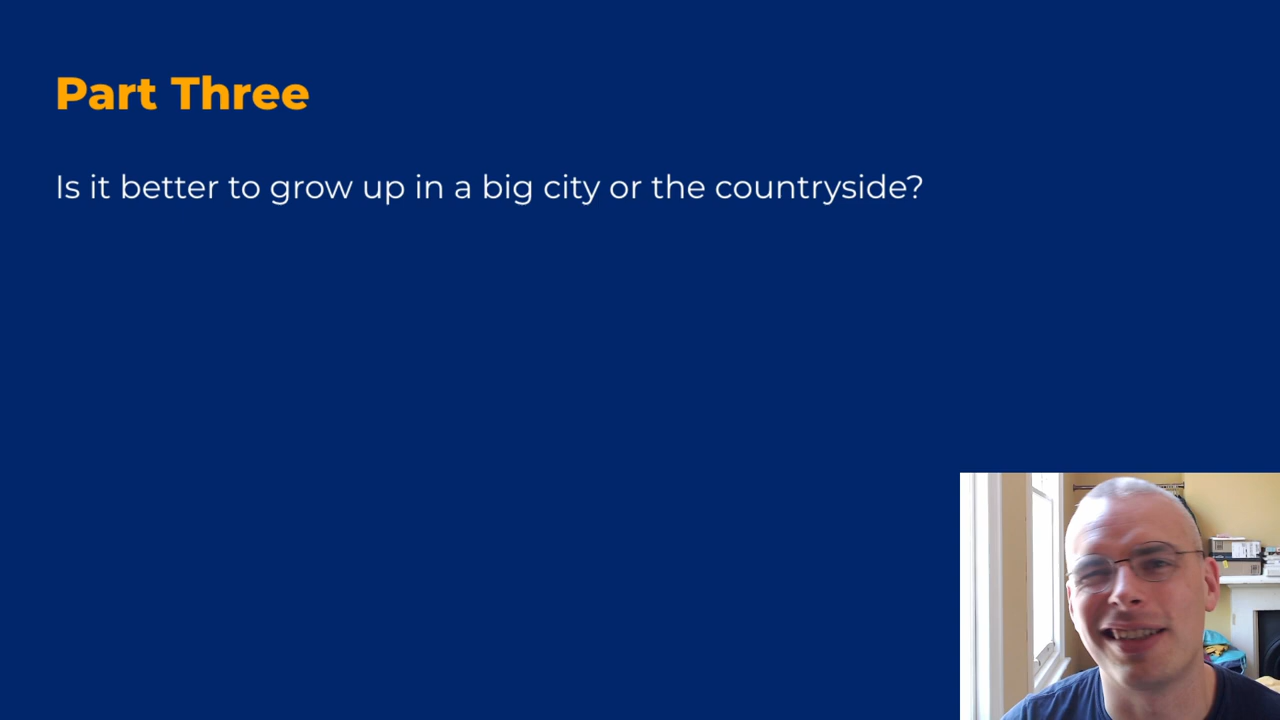 Part Three
Is it better to grow up in a big city or the countryside?